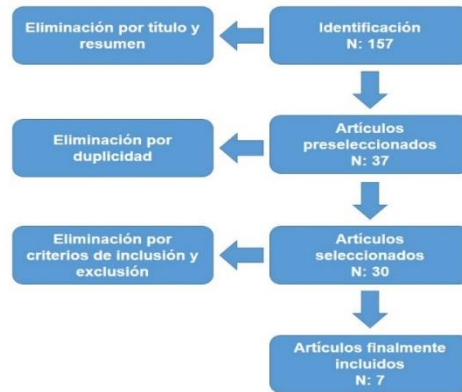 Eliminación por título y
resumen
Identificación
N: 157
Eliminación por
duplicidad
Artículos
preseleccionados
N: 37
Eliminación por
criterios de inclusión y
exclusión
Artículos
seleccionados
N: 30
Artículos finalmente
incluidos
N: 7